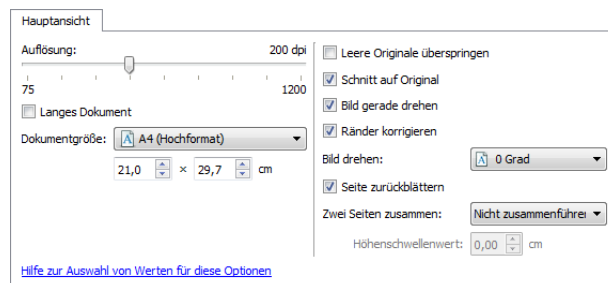 Hauptansicht
Auflösung: 200 dpi
75 1200
Langes Dokument
Dokumentgröße: A4 (Hochformat)
21,0 × 29,7 cm
Hilfe zur Auswahl von Werten für diese Optionen
Leere Originale überspringen
Schnitt auf Original
Bild gerade drehen
Ränder korrigieren
Bild drehen: 0 Grad
Seite zurückblättern
Zwei Seiten zusammen: Nicht zusammenführe
Höhenschwellenwert: 0,00 cm